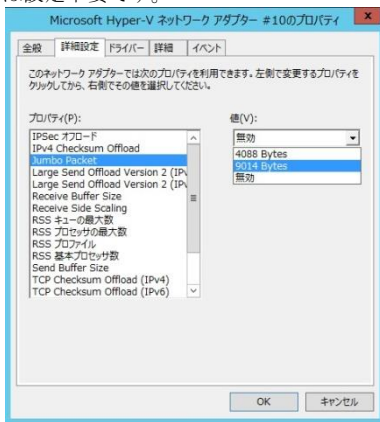 は設定不要です。
Microsoft Hyper-V ネットワーク アダプター #10のプロパティ
全般 詳細設定 ドライバー 詳細 イベント
このネットワーク アダプターでは次のプロパティを利用できます。左側で変更するプロパティを
クリックしてから、右側でその値を選択してください。
プロパティ(P):
値(V):
IPSec オフロード
IPv4 Checksum Offload
Jumbo Packet
Large Send Offload Version 2 (IPv
Large Send Offload Version 2 (IPv
Receive Buffer Size
Receive Side Scaling
RSS キューの最大数
RSS プロセッサの最大数
RSS プロファイル
RSS 基本プロセッサ数
Send Buffer Size
TCP Checksum Offload (IPv4)
TCP Checksum Offload (IPv6)
無効
4088 Bytes
9014 Bytes
無効
OK キャンセル